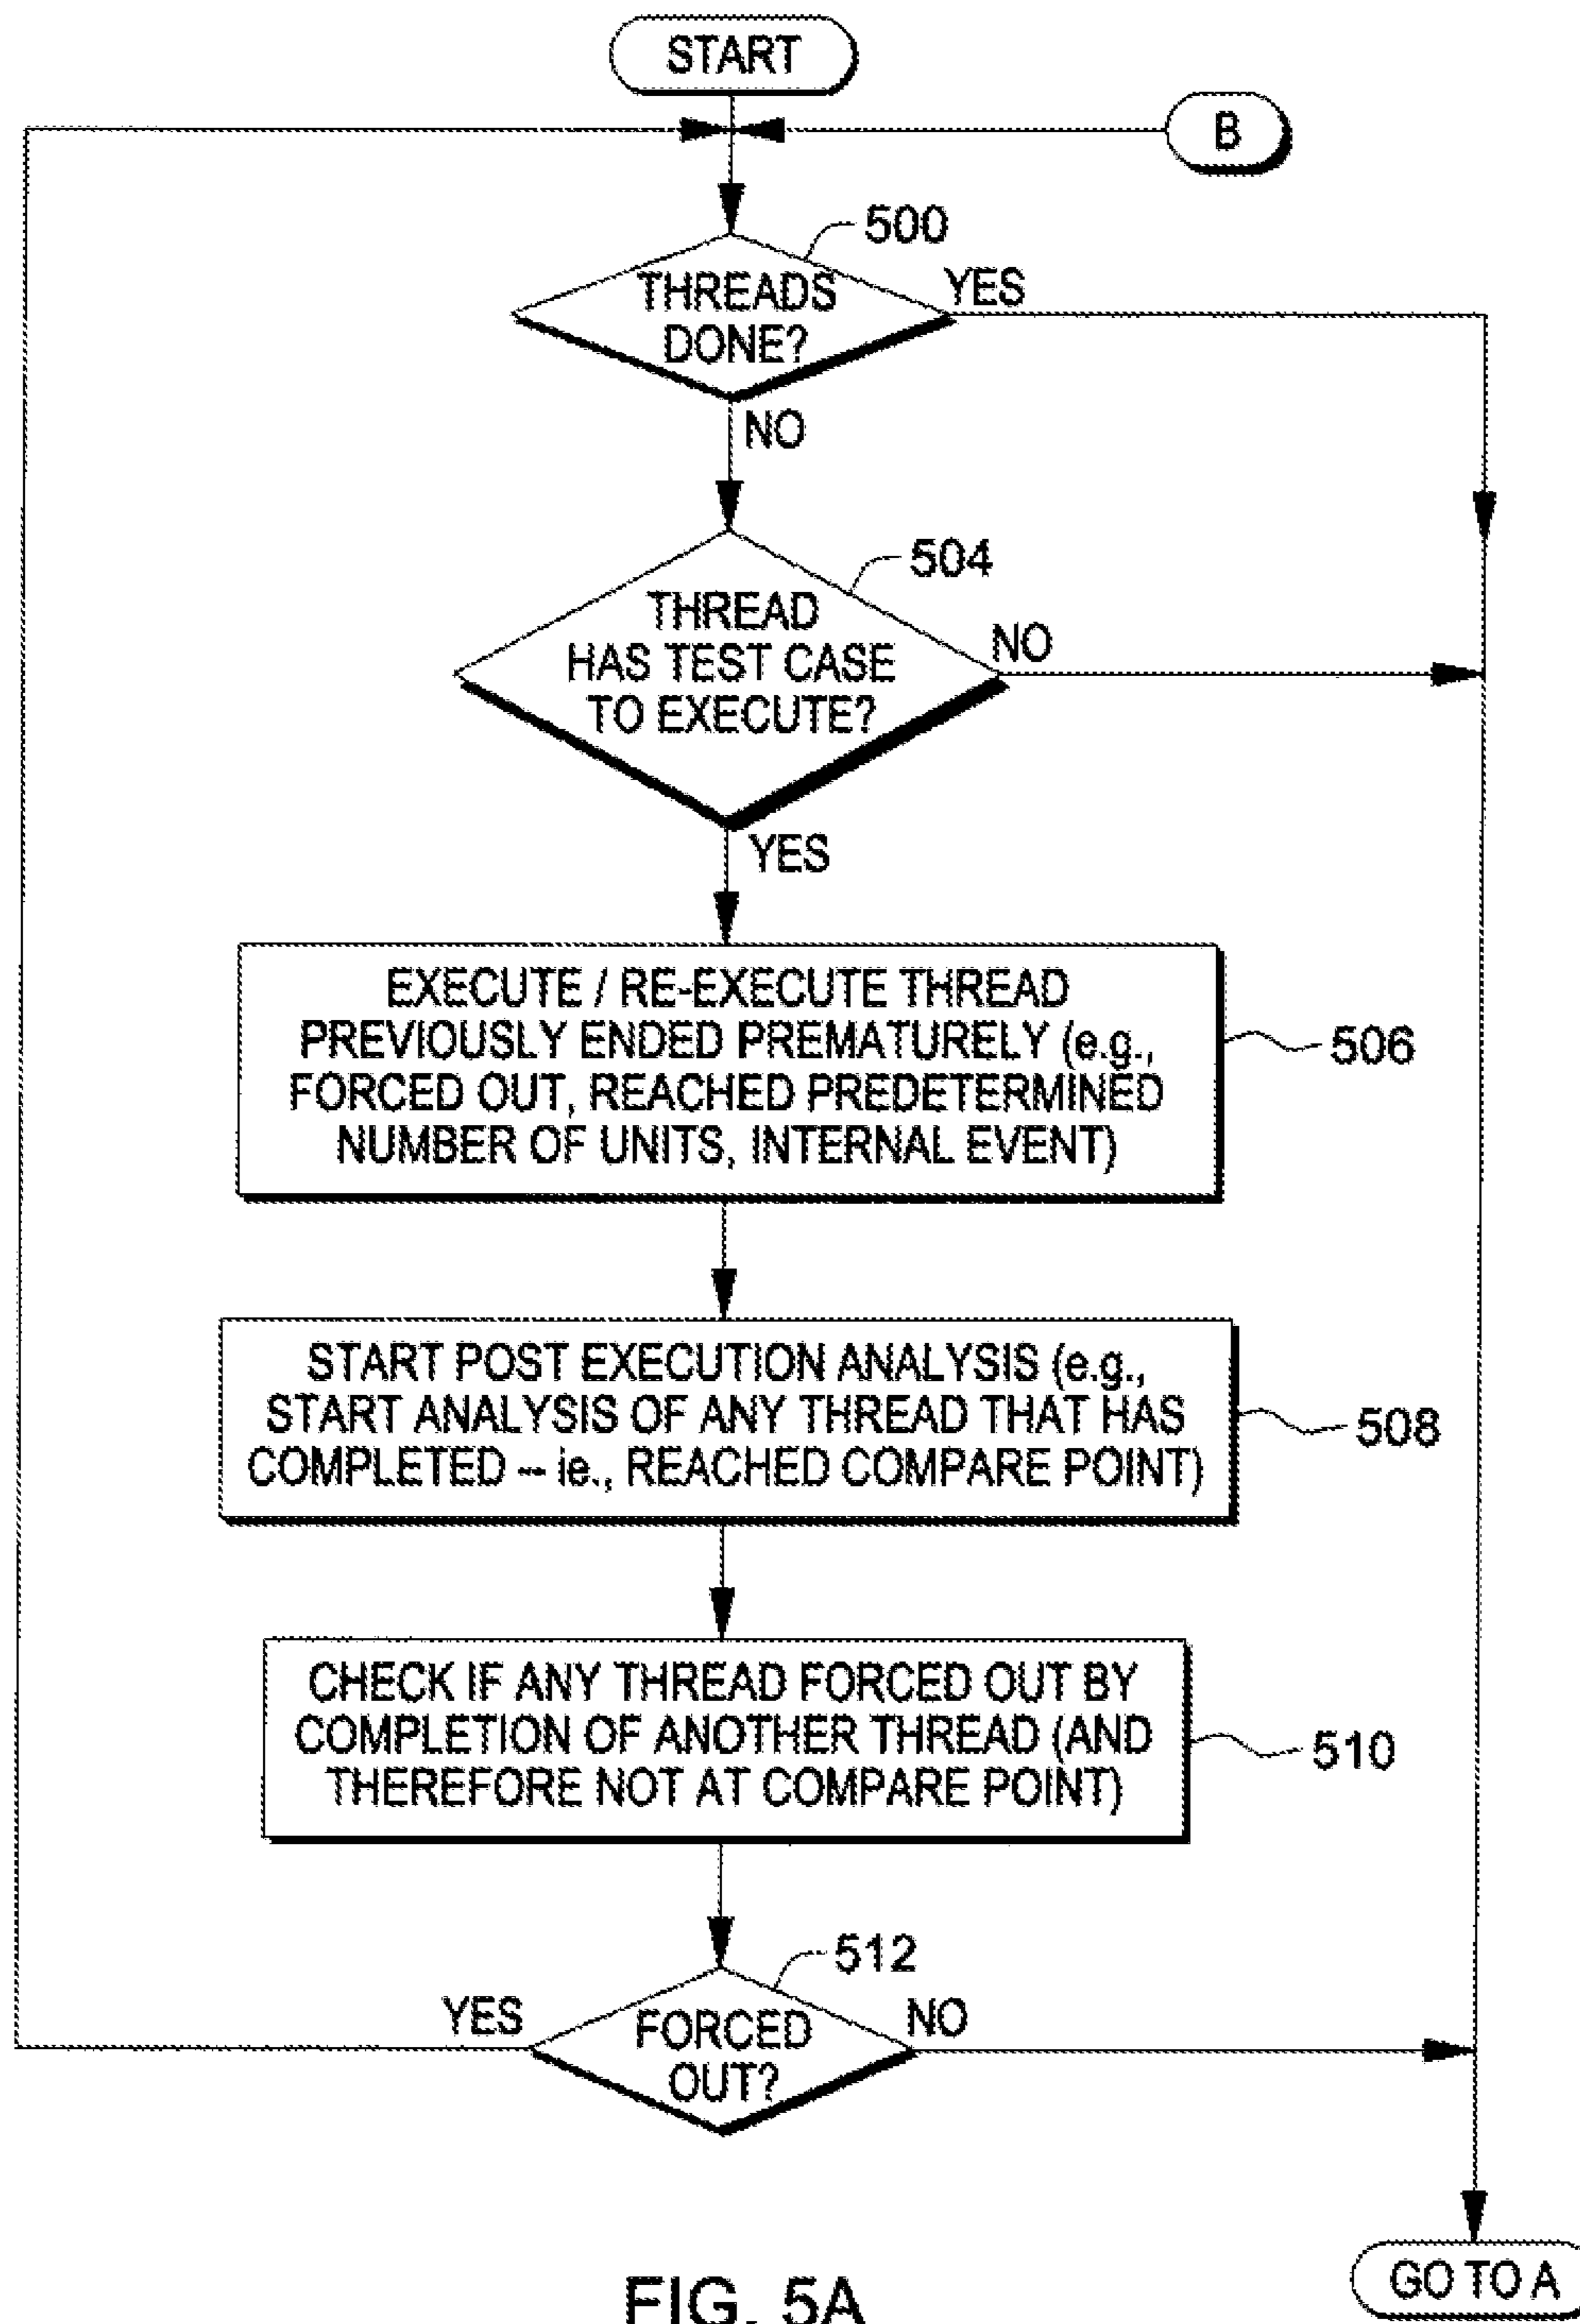 START
B
500
THREADS
DONE?
YES
NO
504
THREAD
HAS TEST CASE
TO EXECUTE?
NO
YES
EXECUTE / RE-EXECUTE THREAD
PREVIOUSLY ENDED PREMATURELY (e.g.,
FORCED OUT, REACHED PREDETERMINED
NUMBER OF UNITS, INTERNAL EVENT)
506
START POST EXECUTION ANALYSIS (e.g.,
START ANALYSIS OF ANY THREAD THAT HAS
COMPLETED -- ie., REACHED COMPARE POINT)
508
CHECK IF ANY THREAD FORCED OUT BY
COMPLETION OF ANOTHER THREAD (AND
THEREFORE NOT AT COMPARE POINT)
510
512
YES
FORCED
OUT?
NO
GO TO A
FIG. 5A